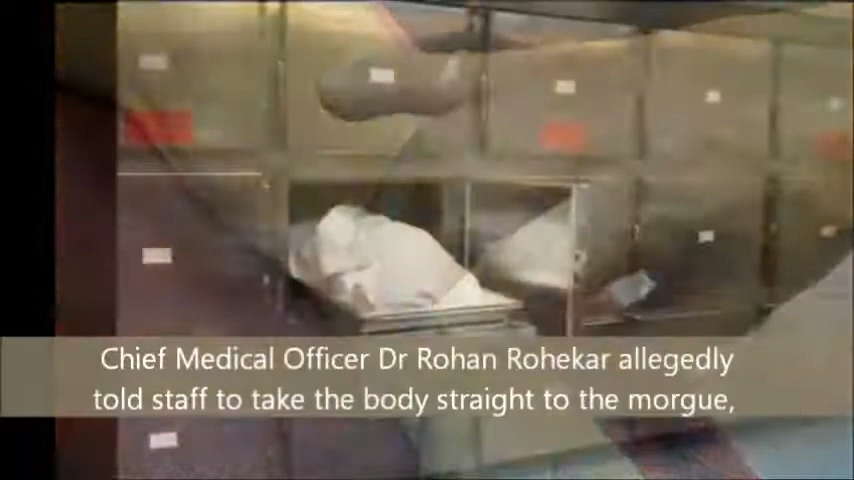 Chief Medical Officer Dr Rohan Rohekar allegedly
told staff to take the body straight to the morgue,